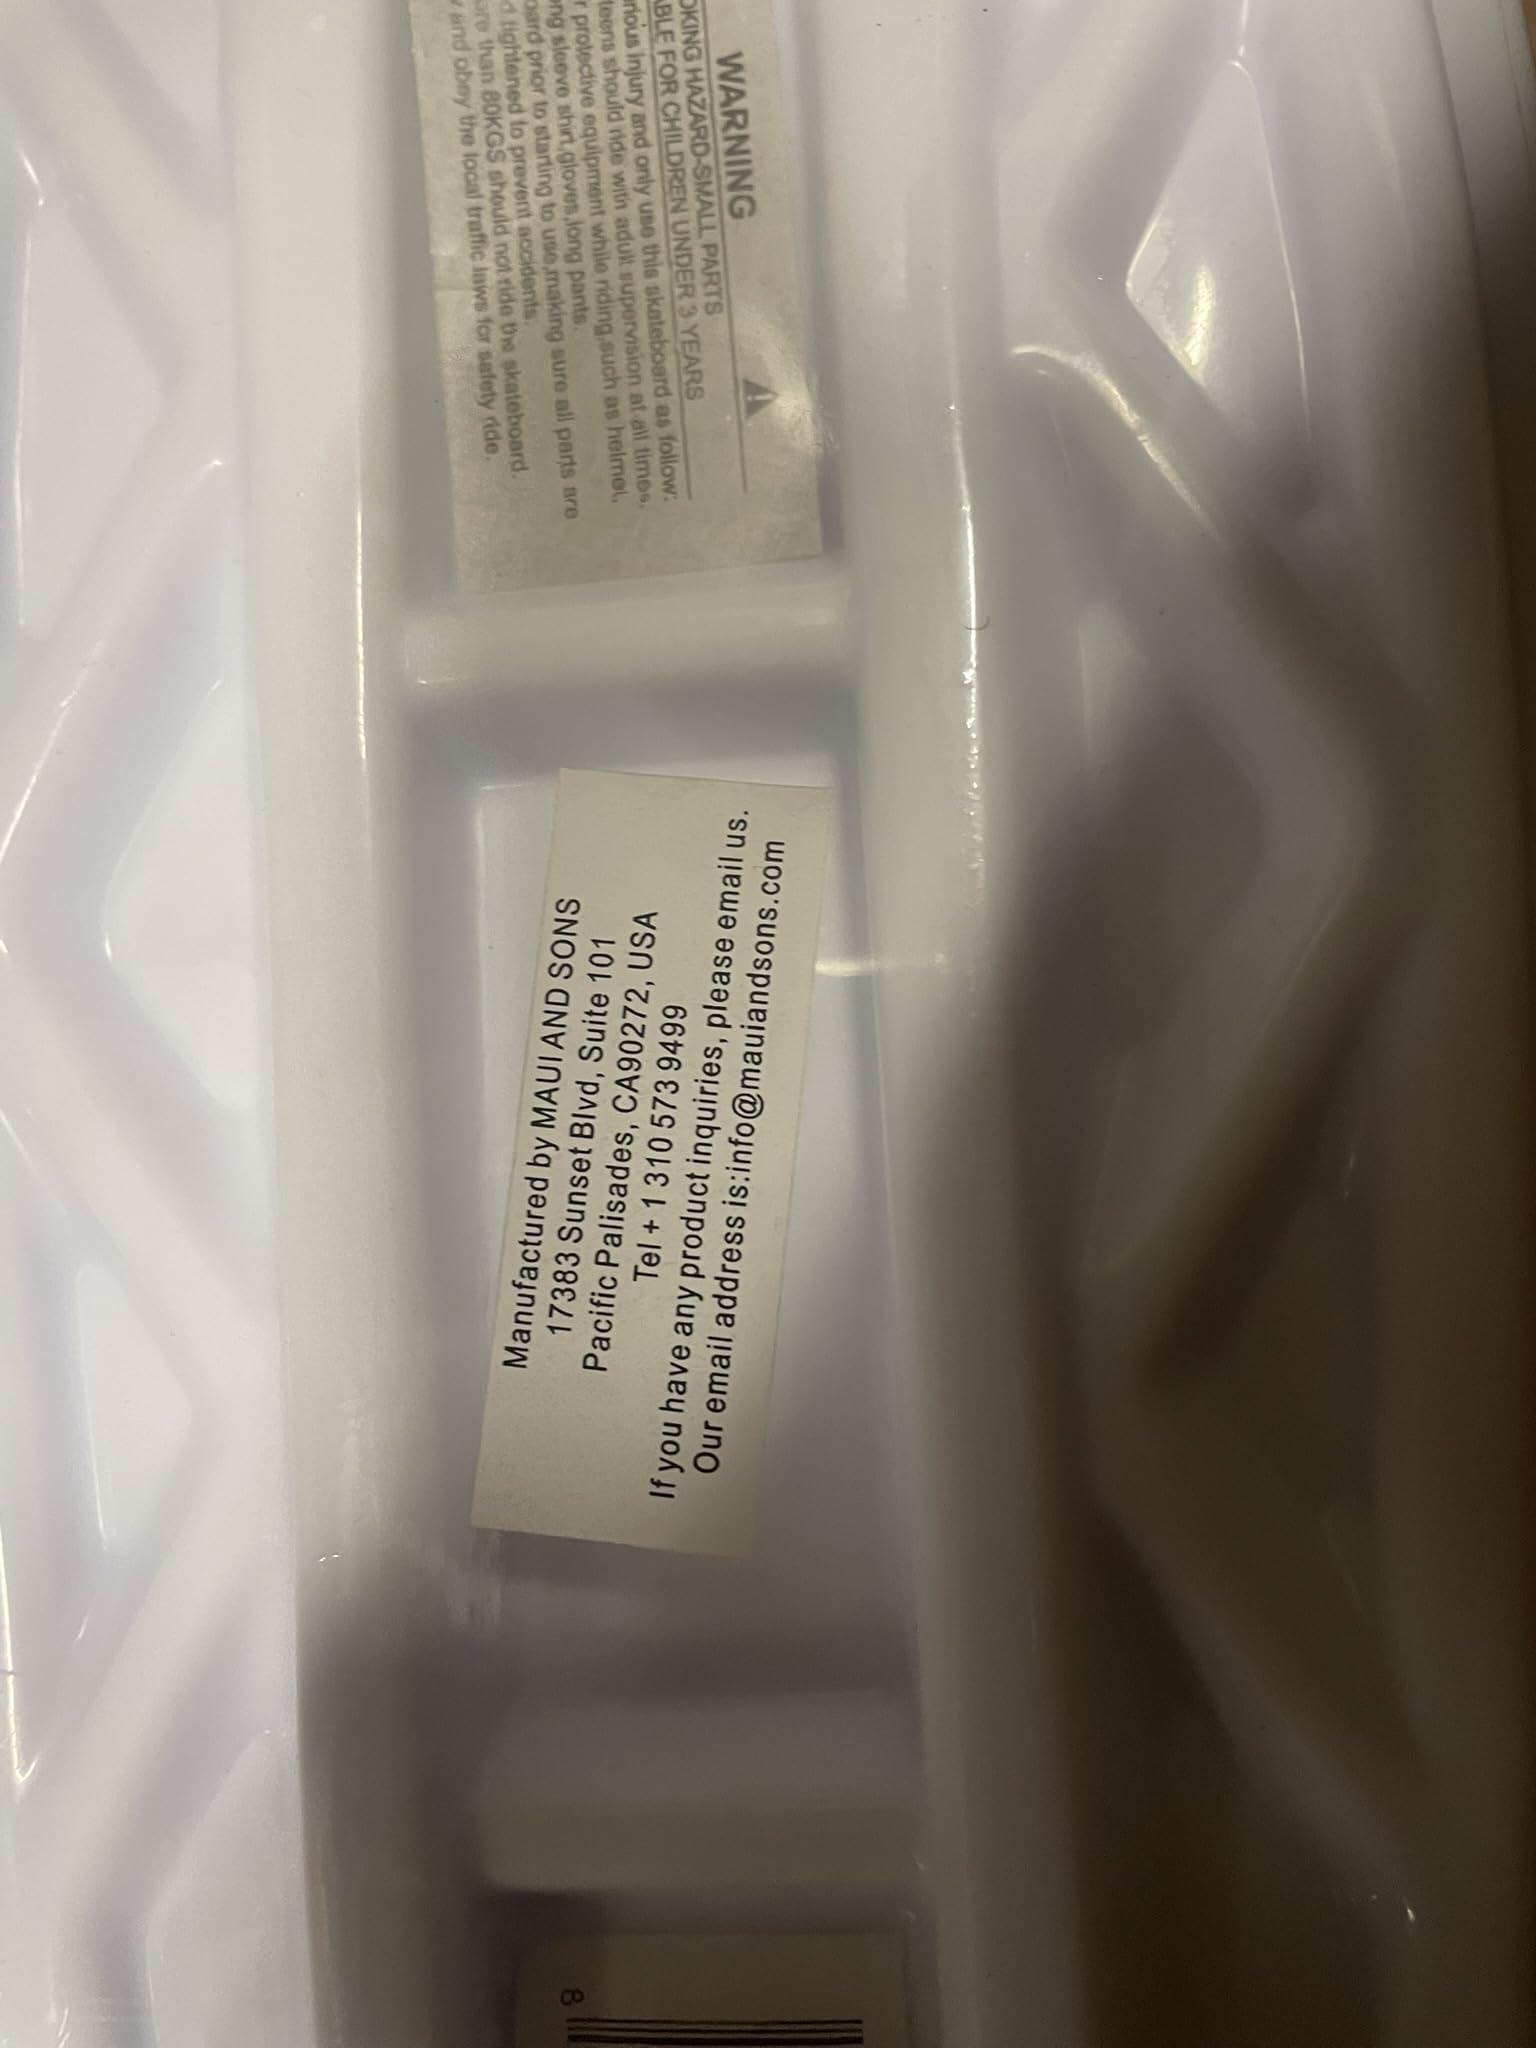 WARNING
OKING HAZARD-SMALL PARTS
ABLE FOR CHILDREN UNDER 3 YEARS
rious Injury and only use this skateboard as follow:
teens should ride with adult supervision at all times.
r protective equipment while riding,such as helmet,
ng sleeve shirt,gloves,long pants.
oard prior to starting to use,making sure all parts are
d tightened to prevent accidents.
ore than 80KGS should not ride the skateboard.
and obey the local traffic laws for safety ride.
Manufactured by MAUI AND SONS
17383 Sunset Blvd, Suite 101
Pacific Palisades, CA90272, USA
Tel + 1 310 573 9499
If you have any product inquiries, please email us.
Our email address is:info@mauiandsons.com
8